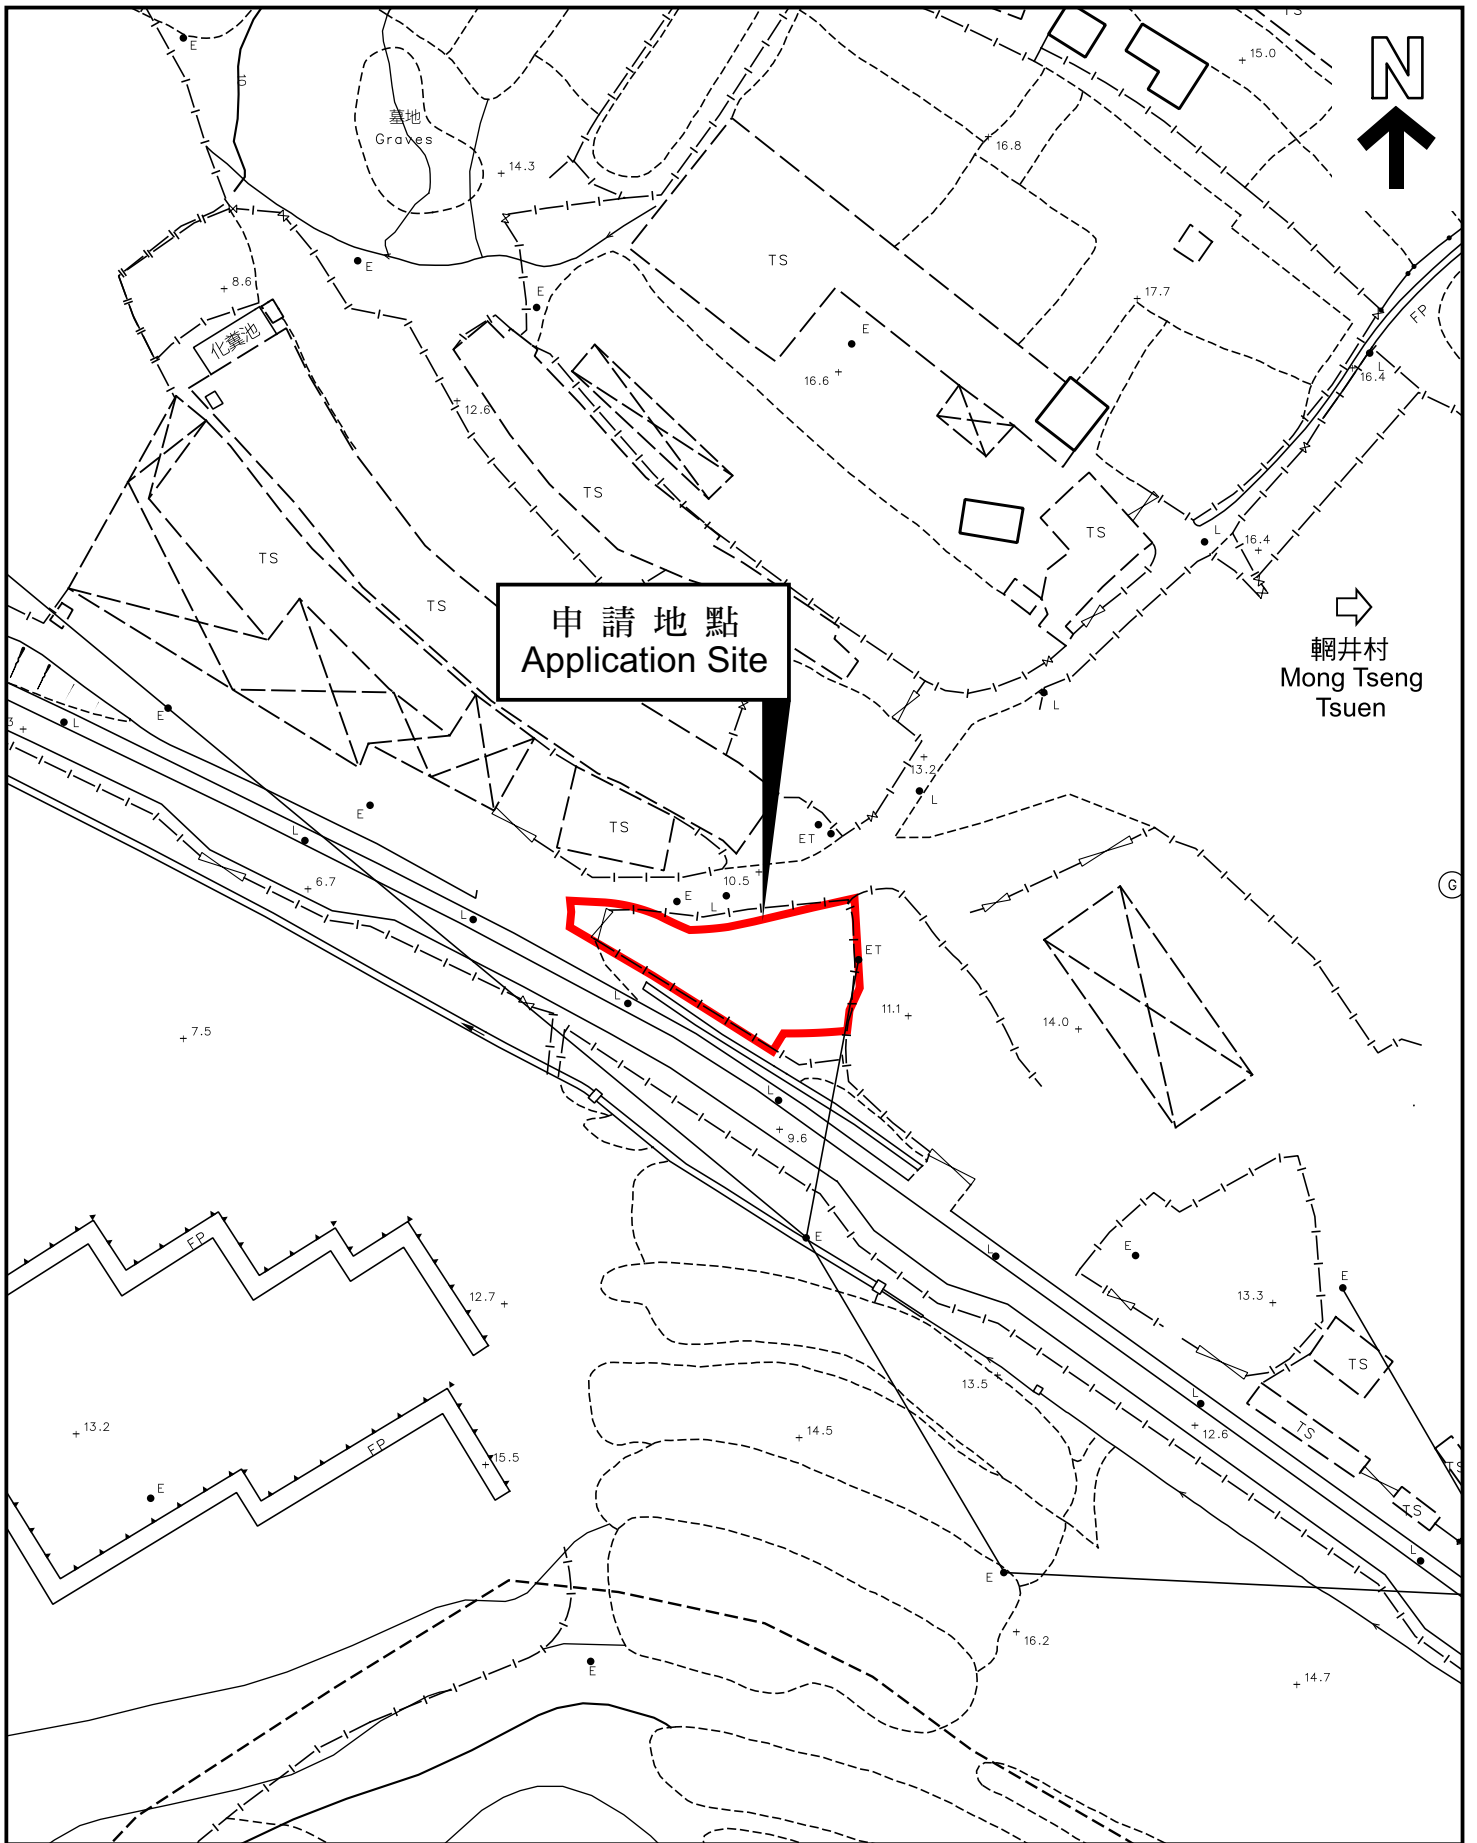 TS
E
15.0
N
10
墓地
Graves
16.8
14.3
TS
E
8.6
E
17.7
FP
化糞池
E
16.6
L
16.4
12.6
TS
TS
L
16.4
TS
TS
申請地點
Application Site
輞井村
Mong Tseng
Tsuen
E
L
3
L
13.2
L
E
TS
L
ET
6.7
10.5
E
L
G
L
ET
L
11.1
14.0
7.5
L
9.6
E
FP
L
E
E
12.7
13.3
TS
13.5
L
13.2
14.5
12.6
TS
FP
15.5
TS
E
TS
L
E
16.2
E
14.7